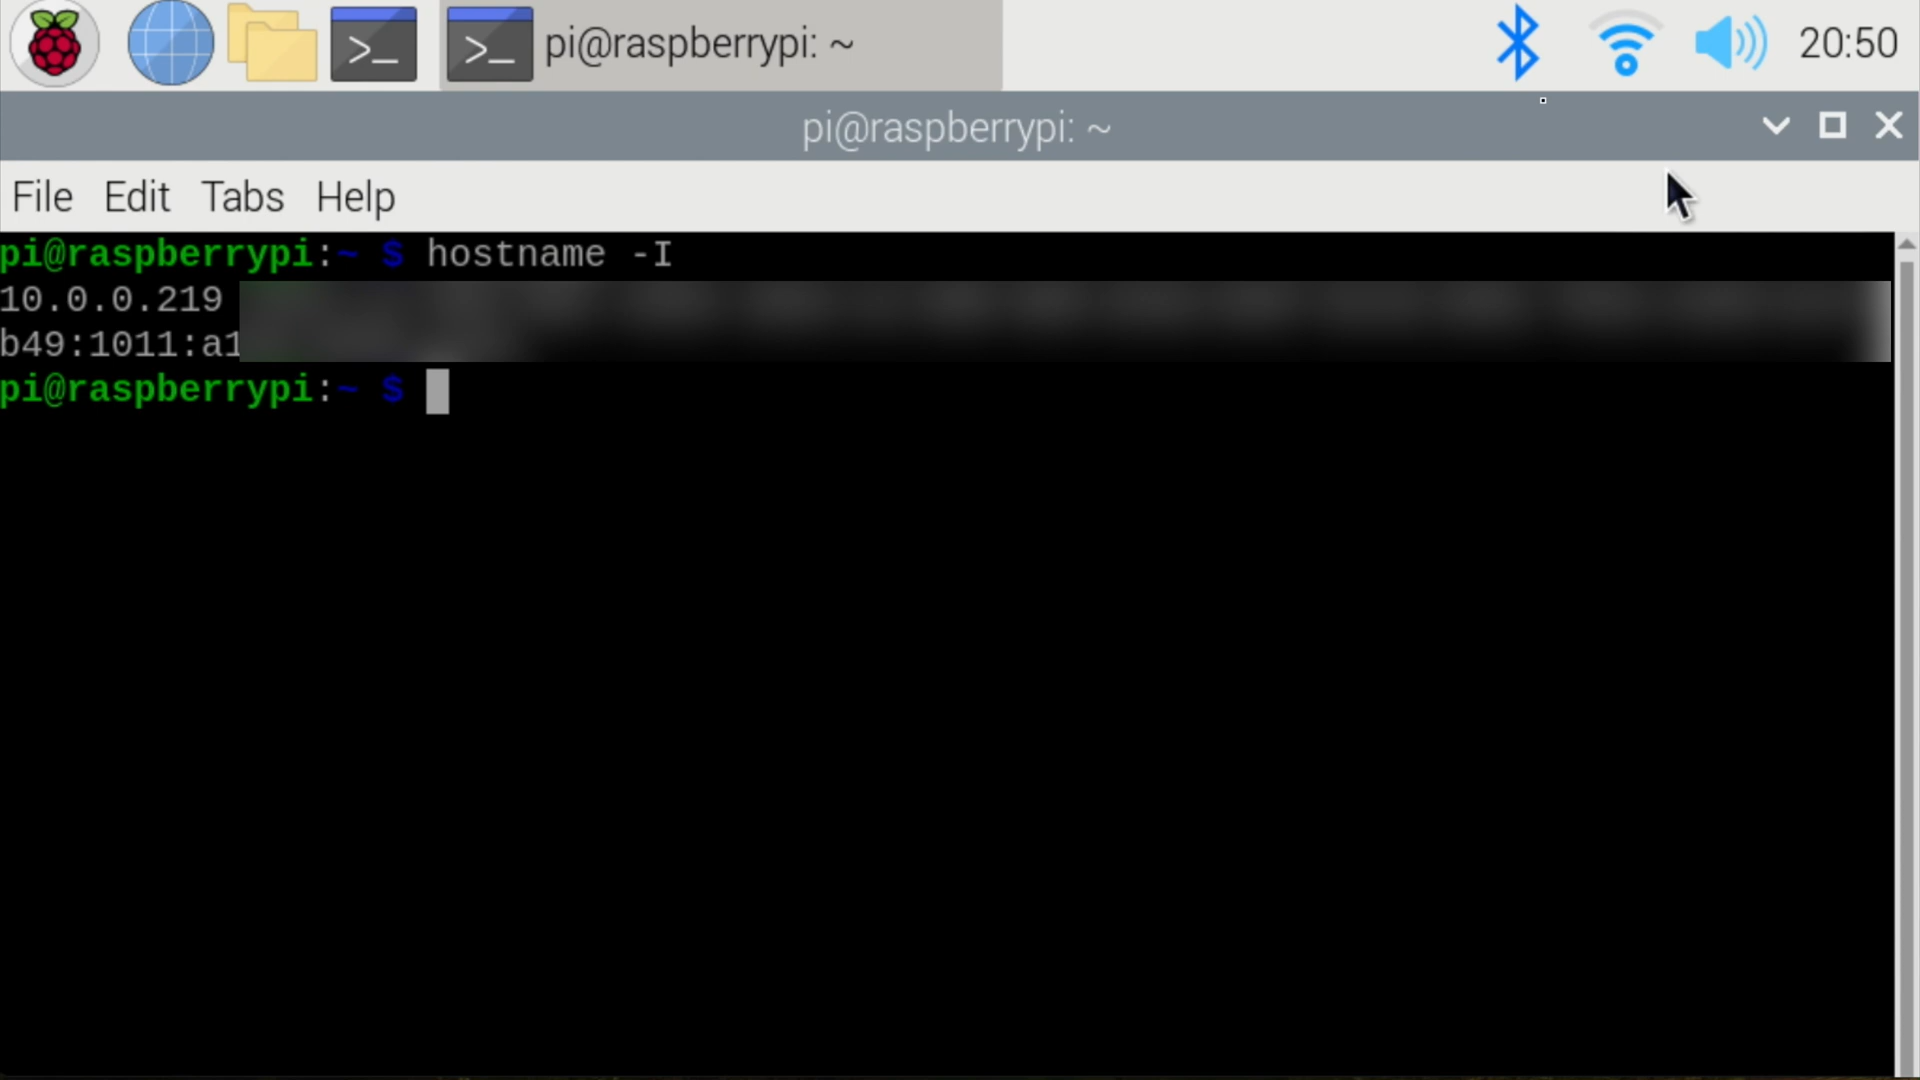 pi@raspberrypi: ~
20:50
pi@raspberrypi: ~
File Edit Tabs Help
pi@raspberrypi:~ $ hostname -I
10.0.0.219
b49:1011:a1
pi@raspberrypi:~ $